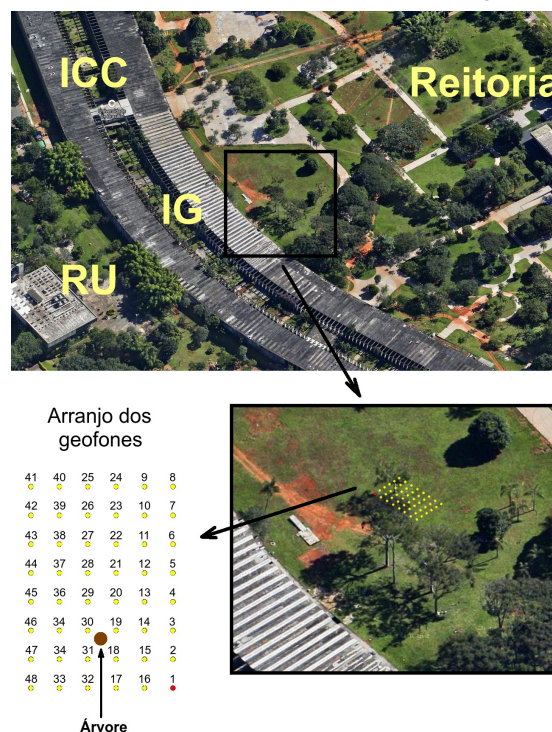 ICC
Reitoria
IG
RU
Arranjo dos
geofones
41 40 25 24 9 8
42 39 26 23 10 7
43 38 27 22 11 6
44 37 28 21 12 5
45 36 29 20 13 4
46 34 30 19 14 3
47 34 31 18 15 2
48 33 32 17 16 1
Árvore